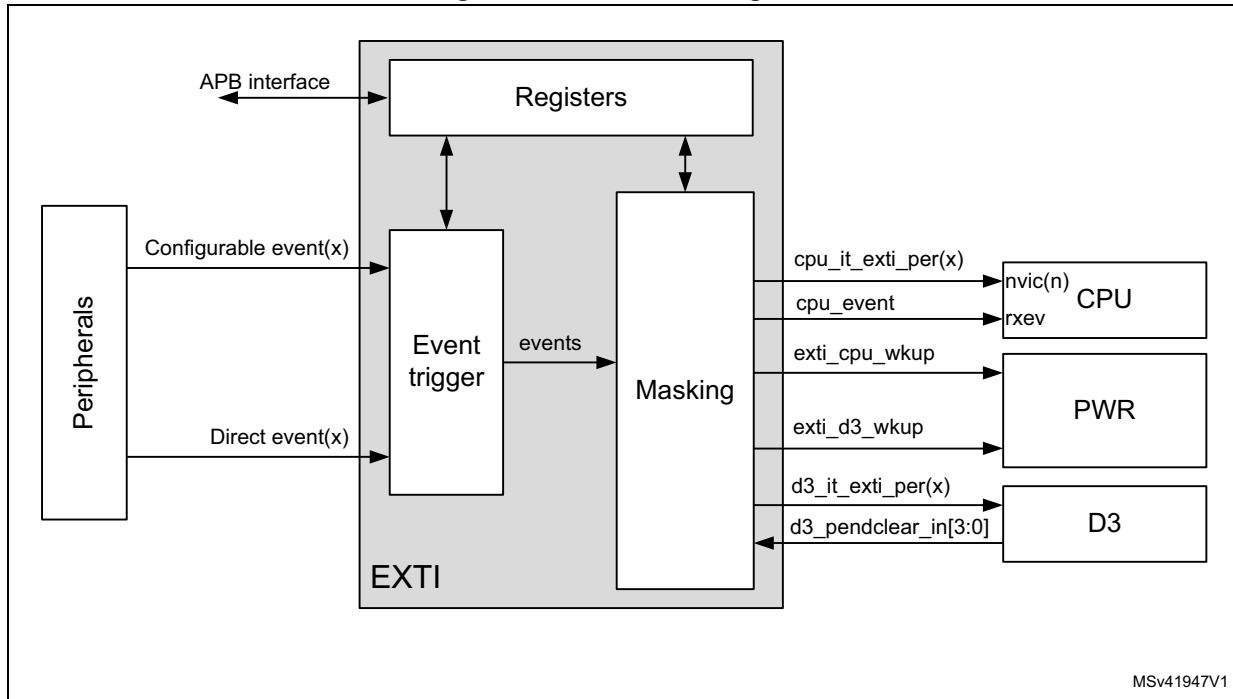 APB interface
Registers
Peripherals
Configurable event(x)
Direct event(x)
Event
trigger
events
Masking
cpu_it_exti_per(x)
nvic(n)
CPU
cpu_event
rxev
exti_cpu_wkup
PWR
exti_d3_wkup
d3_it_exti_per(x)
D3
d3_pendclear_in[3:0]
EXTI
MSv41947V1